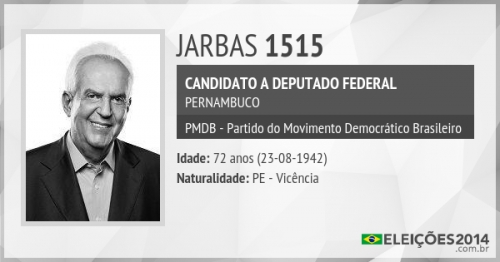 JARBAS 1515
CANDIDATO A DEPUTADO FEDERAL
PERNAMBUCO
PMDB - Partido do Movimento Democrático Brasileiro
Idade: 72 anos (23-08-1942)
Naturalidade: PE - Vicência
ELEIÇÕES2014
.com.br